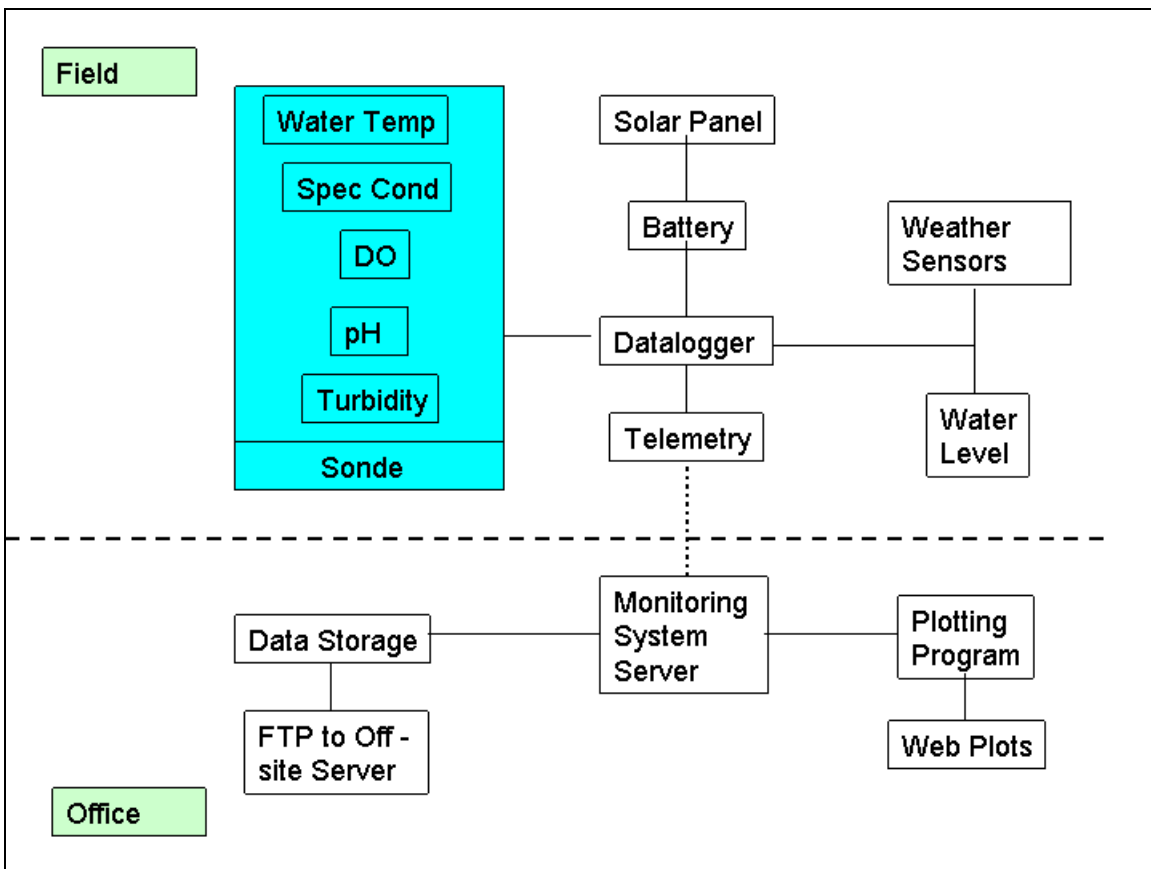 Field
Water Temp
Spec Cond
DO
pH
Turbidity
Sonde
Solar Panel
Battery
Datalogger
Telemetry
Weather
Sensors
Water
Level
Monitoring
System
Server
Data Storage
FTP to Off -
site Server
Plotting
Program
Web Plots
Office